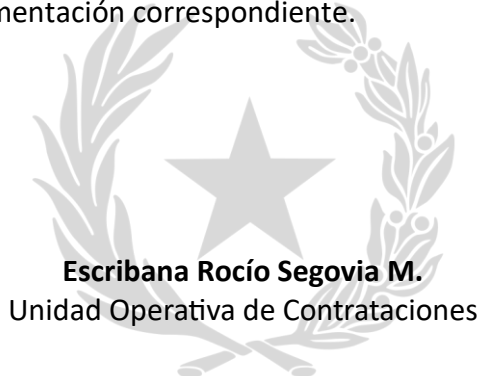 mentación correspondiente.
Escribana Rocío Segovia M.
Unidad Operativa de Contrataciones